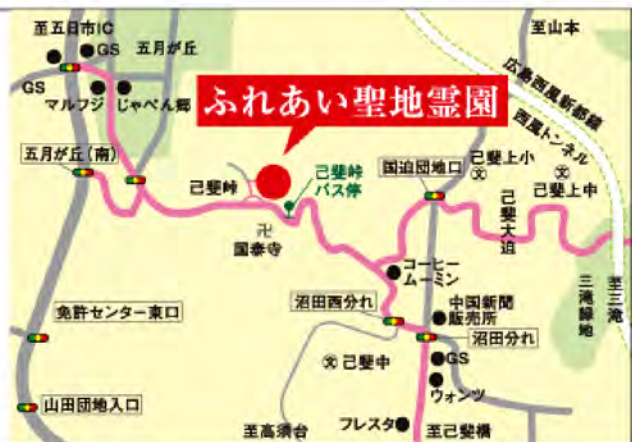 至五日市IC
GS
五月が丘
GS
マルフジ
じゃぺん郷
五月が丘(南)
ふれあい聖地霊園
己斐峠
己斐峠
バス停
卍
国泰寺
至山本
広島西風新都線
西風トンネル
国迫団地口
己斐上小
文
文
己斐上中
己斐大迫
コーヒー
ムーミン
三滝緑地
至三滝
免許センター東口
沼田西分れ
中国新聞
販売所
沼田分れ
文
己斐中
GS
ウォンツ
山田団地入口
至高須台
フレスタ
至己斐橋